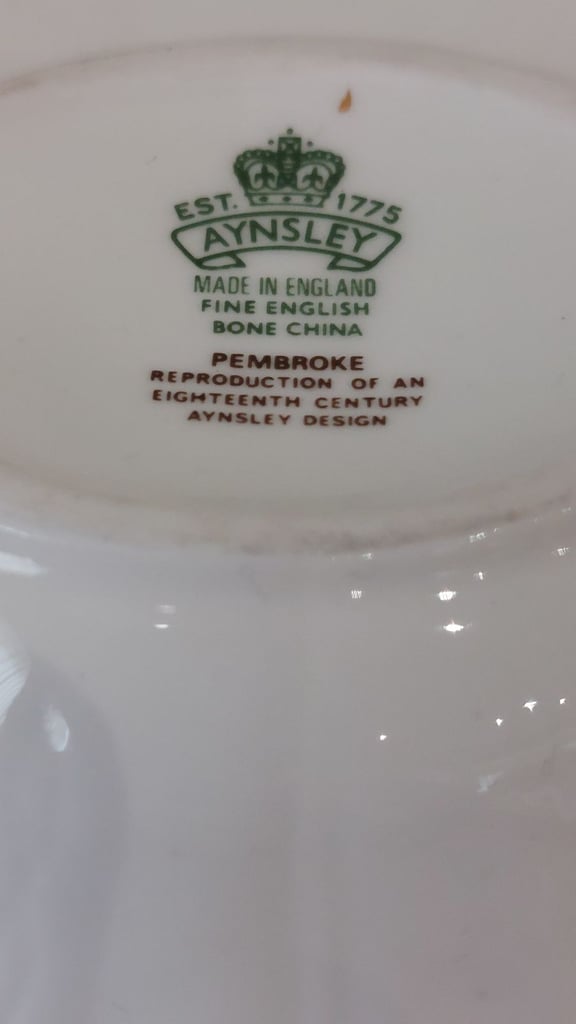 EST. 1775
AYNSLEY
MADE IN ENGLAND
FINE ENGLISH
BONE CHINA
PEMBROKE
REPRODUCTION OF AN
EIGHTEENTH CENTURY
AYNSLEY DESIGN